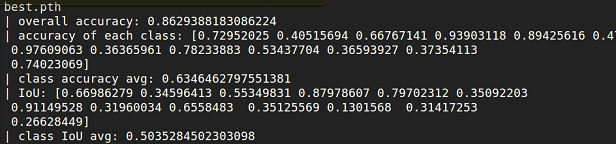 best.pth
| overall accuracy: 0.8629388183086224
| accuracy of each class: [0.72952025 0.40515694 0.66767141 0.93903118 0.89425616 0.47
0.97609063 0.36365961 0.78233883 0.53437704 0.36593927 0.37354113
0.74023069]
| class accuracy avg: 0.6346462797551381
| IoU: [0.66986279 0.34596413 0.55349831 0.87978607 0.79702312 0.35092203
0.91149528 0.31960034 0.6558483 0.35125569 0.1301568 0.31417253
0.26628449]
| class IoU avg: 0.5035284502303098